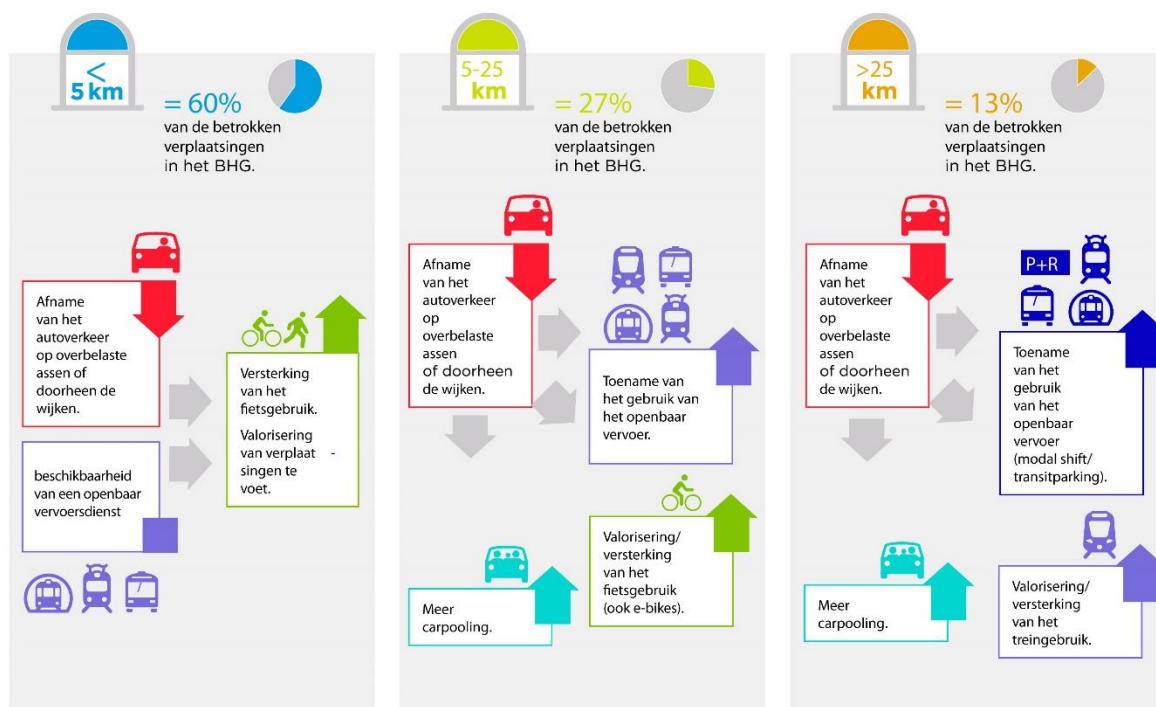 <
5 km
= 60%
van de betrokken
verplaatsingen
in het BHG.
Afname
van het
autoverkeer
op overbelaste
assen of
doorheen de
wijken.
Versterking
van het
fietsgebruik.
Valorisering
van verplaat -
singen te
voet.
beschikbaarheid
van een openbaar
vervoersdienst
5-25
km
= 27%
van de betrokken
verplaatsingen
in het BHG.
Afname
van het
autoverkeer
op
overbelaste
assen
of doorheen
de wijken.
Toename van
het gebruik van
het openbaar
vervoer.
Valorisering/
versterking
van het
fietsgebruik
(ook e-bikes).
Meer
carpooling.
>25
km
= 13%
van de betrokken
verplaatsingen
in het BHG.
Afname
van het
autoverkeer
op
overbelaste
assen
of doorheen
de wijken.
P+R
Toename
van het
gebruik
van het
openbaar
vervoer
(modal shift/
transitparking).
Meer
carpooling.
Valorisering/
versterking
van het
treingebruik.